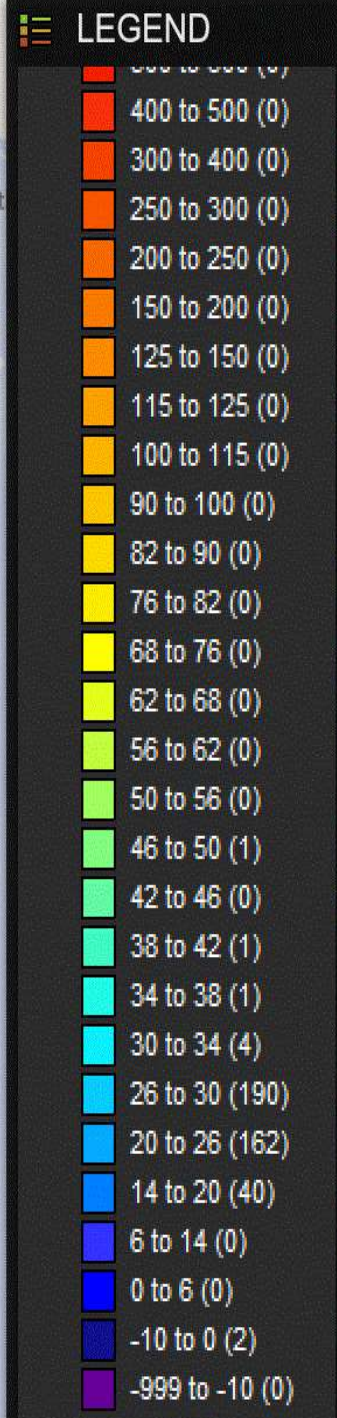 LEGEND
400 to 500 (0)
300 to 400 (0)
250 to 300 (0)
200 to 250 (0)
150 to 200 (0)
125 to 150 (0)
115 to 125 (0)
100 to 115 (0)
90 to 100 (0)
82 to 90 (0)
76 to 82 (0)
68 to 76 (0)
62 to 68 (0)
56 to 62 (0)
50 to 56 (0)
46 to 50 (1)
42 to 46 (0)
38 to 42 (1)
34 to 38 (1)
30 to 34 (4)
26 to 30 (190)
20 to 26 (162)
14 to 20 (40)
6 to 14 (0)
0 to 6 (0)
-10 to 0 (2)
-999 to -10 (0)